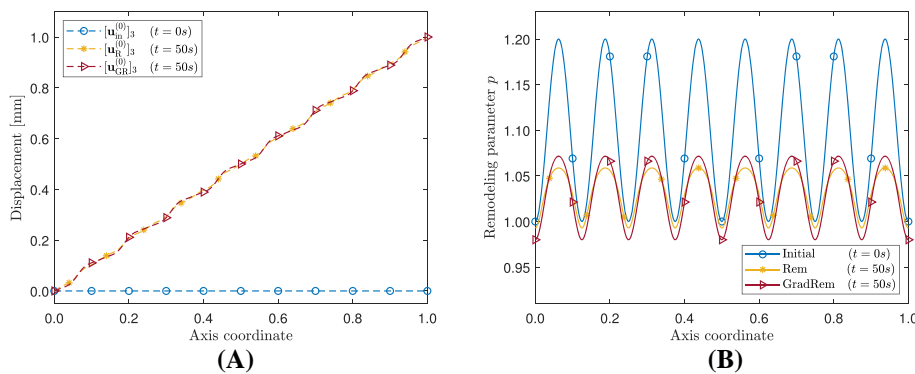 [u_in^(0)]_3 (t = 0s)
[u_R^(0)]_3 (t = 50s)
[u_GR^(0)]_3 (t = 50s)
1.0
0.8
0.6
0.4
0.2
0.0
Displacement [mm]
0.0 0.2 0.4 0.6 0.8 1.0
Axis coordinate
(A)
1.20
1.15
1.10
1.05
1.00
0.95
Remodeling parameter p
Initial (t = 0s)
Rem (t = 50s)
GradRem (t = 50s)
0.0 0.2 0.4 0.6 0.8 1.0
Axis coordinate
(B)